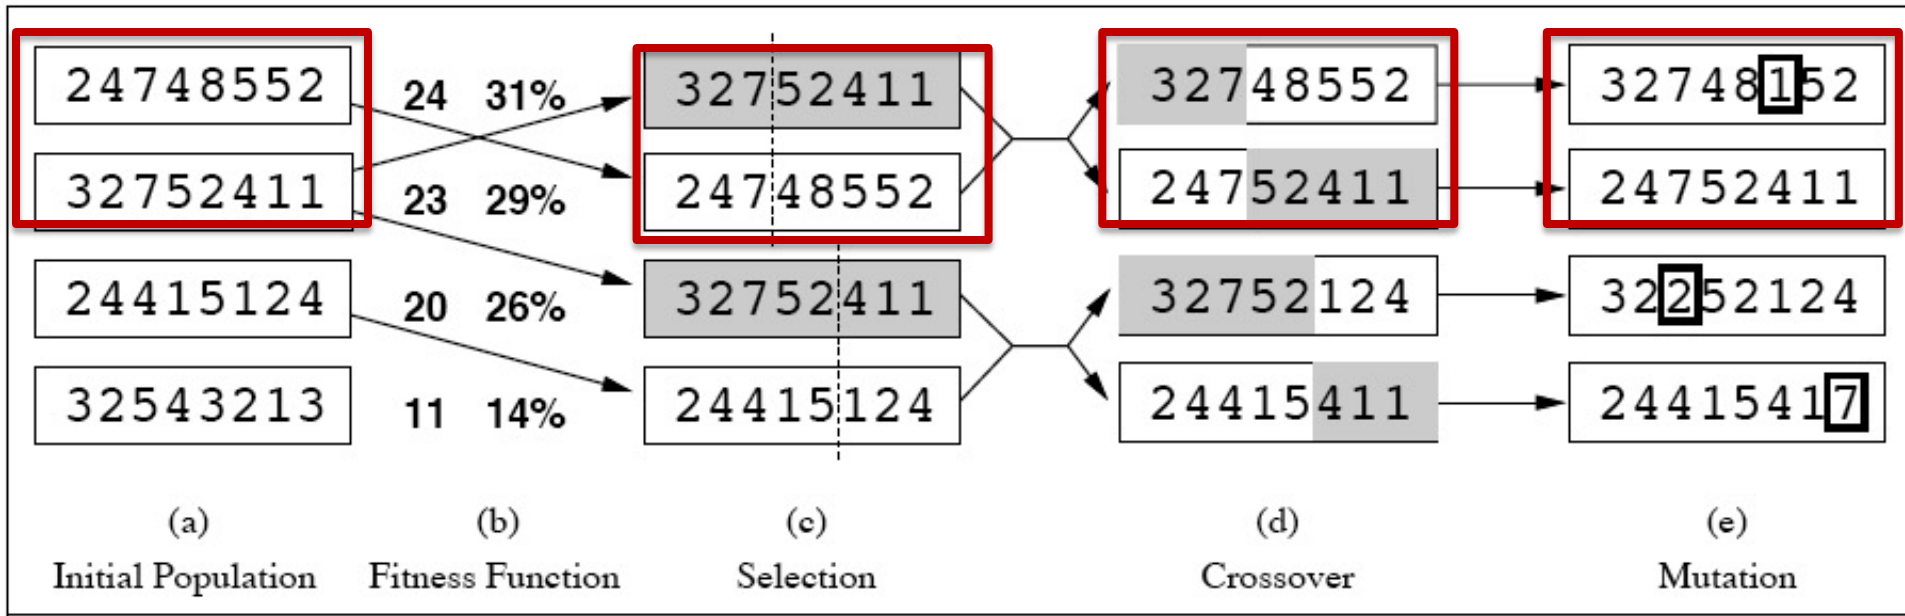 24748552 24 31% 32752411 32748552 32748152
32752411 23 29% 24748552 24752411 24752411
24415124 20 26% 32752411 32752124 32252124
32543213 11 14% 24415124 24415411 24415417
(a) (b) (c) (d) (e)
Initial Population Fitness Function Selection Crossover Mutation